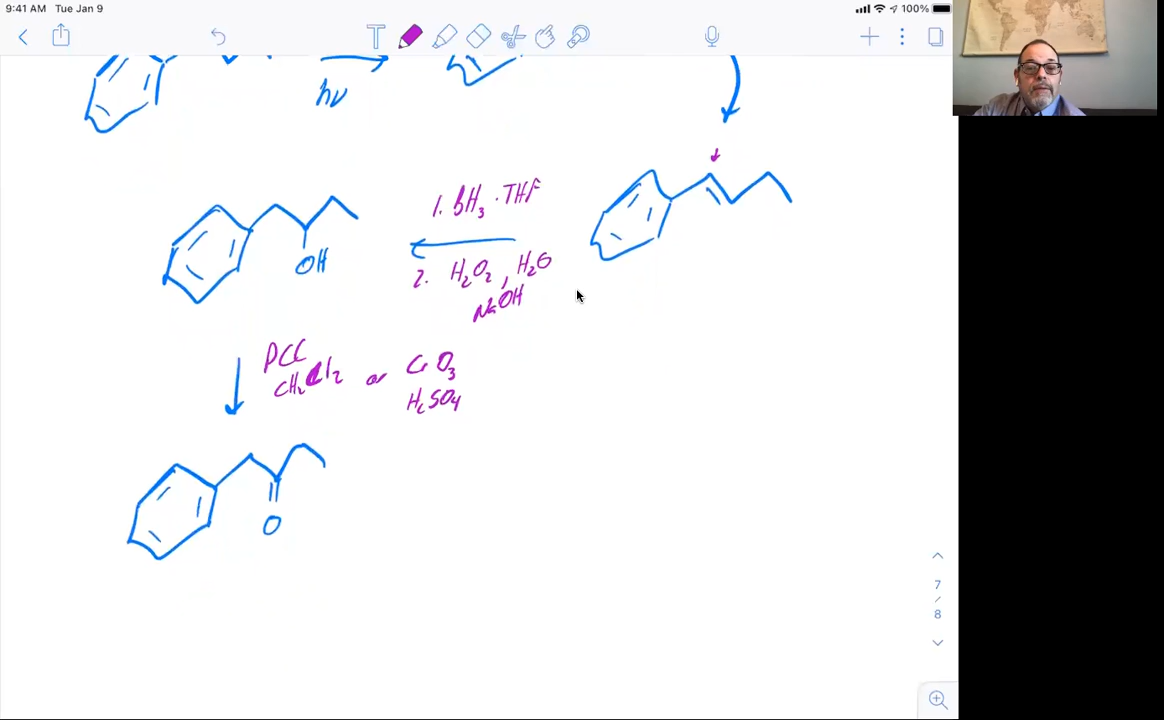 9:41 AM Tue Jan 9
100%
T
hν
1. BH3 · THF
2. H2O2, H2O
NaOH
OH
PCC
CH2Cl2 or CrO3
H2SO4
O
7
/
8